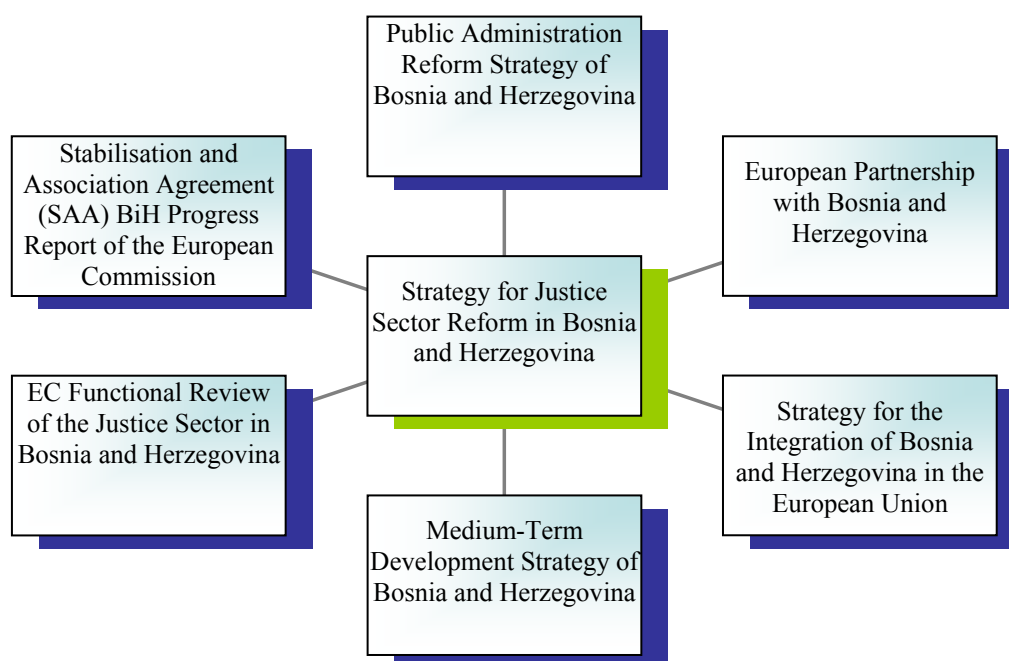 Public Administration
Reform Strategy of
Bosnia and Herzegovina
Stabilisation and
Association Agreement
(SAA) BiH Progress
Report of the European
Commission
European Partnership
with Bosnia and
Herzegovina
Strategy for Justice
Sector Reform in Bosnia
and Herzegovina
EC Functional Review
of the Justice Sector in
Bosnia and Herzegovina
Strategy for the
Integration of Bosnia
and Herzegovina in the
European Union
Medium-Term
Development Strategy of
Bosnia and Herzegovina